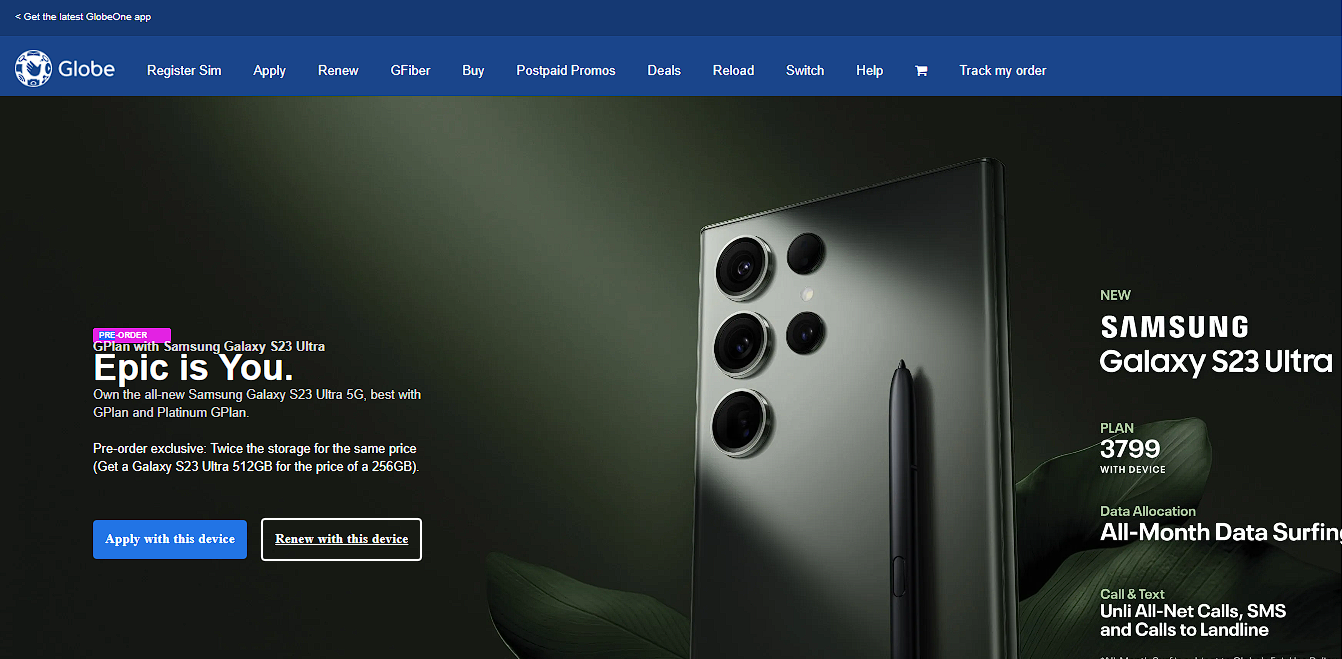 < Get the latest GlobeOne app
Globe
Register Sim
Apply
Renew
GFiber
Buy
Postpaid Promos
Deals
Reload
Switch
Help
Track my order
PRE-ORDER
GPlan with Samsung Galaxy S23 Ultra
Epic is You.
Own the all-new Samsung Galaxy S23 Ultra 5G, best with
GPlan and Platinum GPlan.
Pre-order exclusive: Twice the storage for the same price
(Get a Galaxy S23 Ultra 512GB for the price of a 256GB).
Apply with this device
Renew with this device
NEW
SAMSUNG
Galaxy S23 Ultra
PLAN
3799
WITH DEVICE
Data Allocation
All-Month Data Surfing
Call & Text
Unli All-Net Calls, SMS
and Calls to Landline